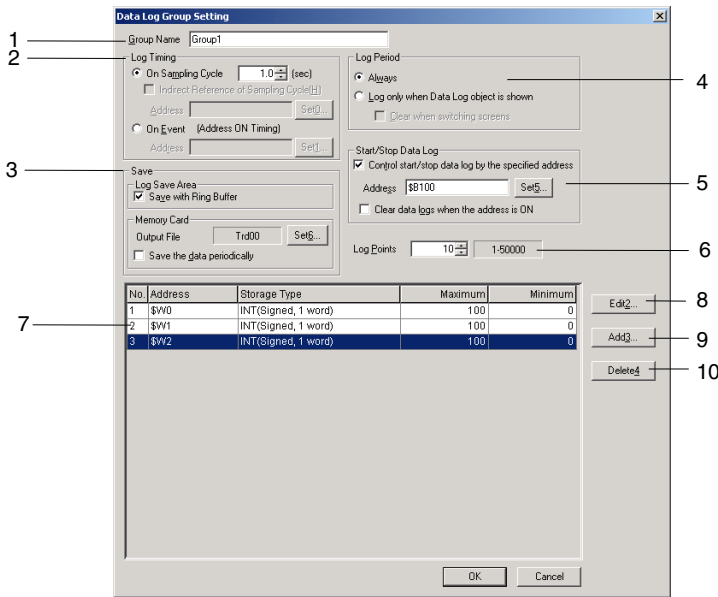 Data Log Group Setting
1 Group Name Group1
2 Log Timing
On Sampling Cycle 1.0 (sec)
Indirect Reference of Sampling Cycle(H)
Address Set0...
On Event (Address ON Timing)
Address Set1...
3 Save
Log Save Area
Save with Ring Buffer
Memory Card
Output File Trd00 Set6...
Save the data periodically
Log Period
Always 4
Log only when Data Log object is shown
Clear when switching screens
Start/Stop Data Log
Control start/stop data log by the specified address
Address $B100 Set5... 5
Clear data logs when the address is ON
Log Points 10 1-50000 6
No. Address Storage Type Maximum Minimum
1 $W0 INT(Signed, 1 word) 100 0
7 2 $W1 INT(Signed, 1 word) 100 0
3 $W2 INT(Signed, 1 word) 100 0
Edit2... 8
Add3... 9
Delete4 10
OK Cancel